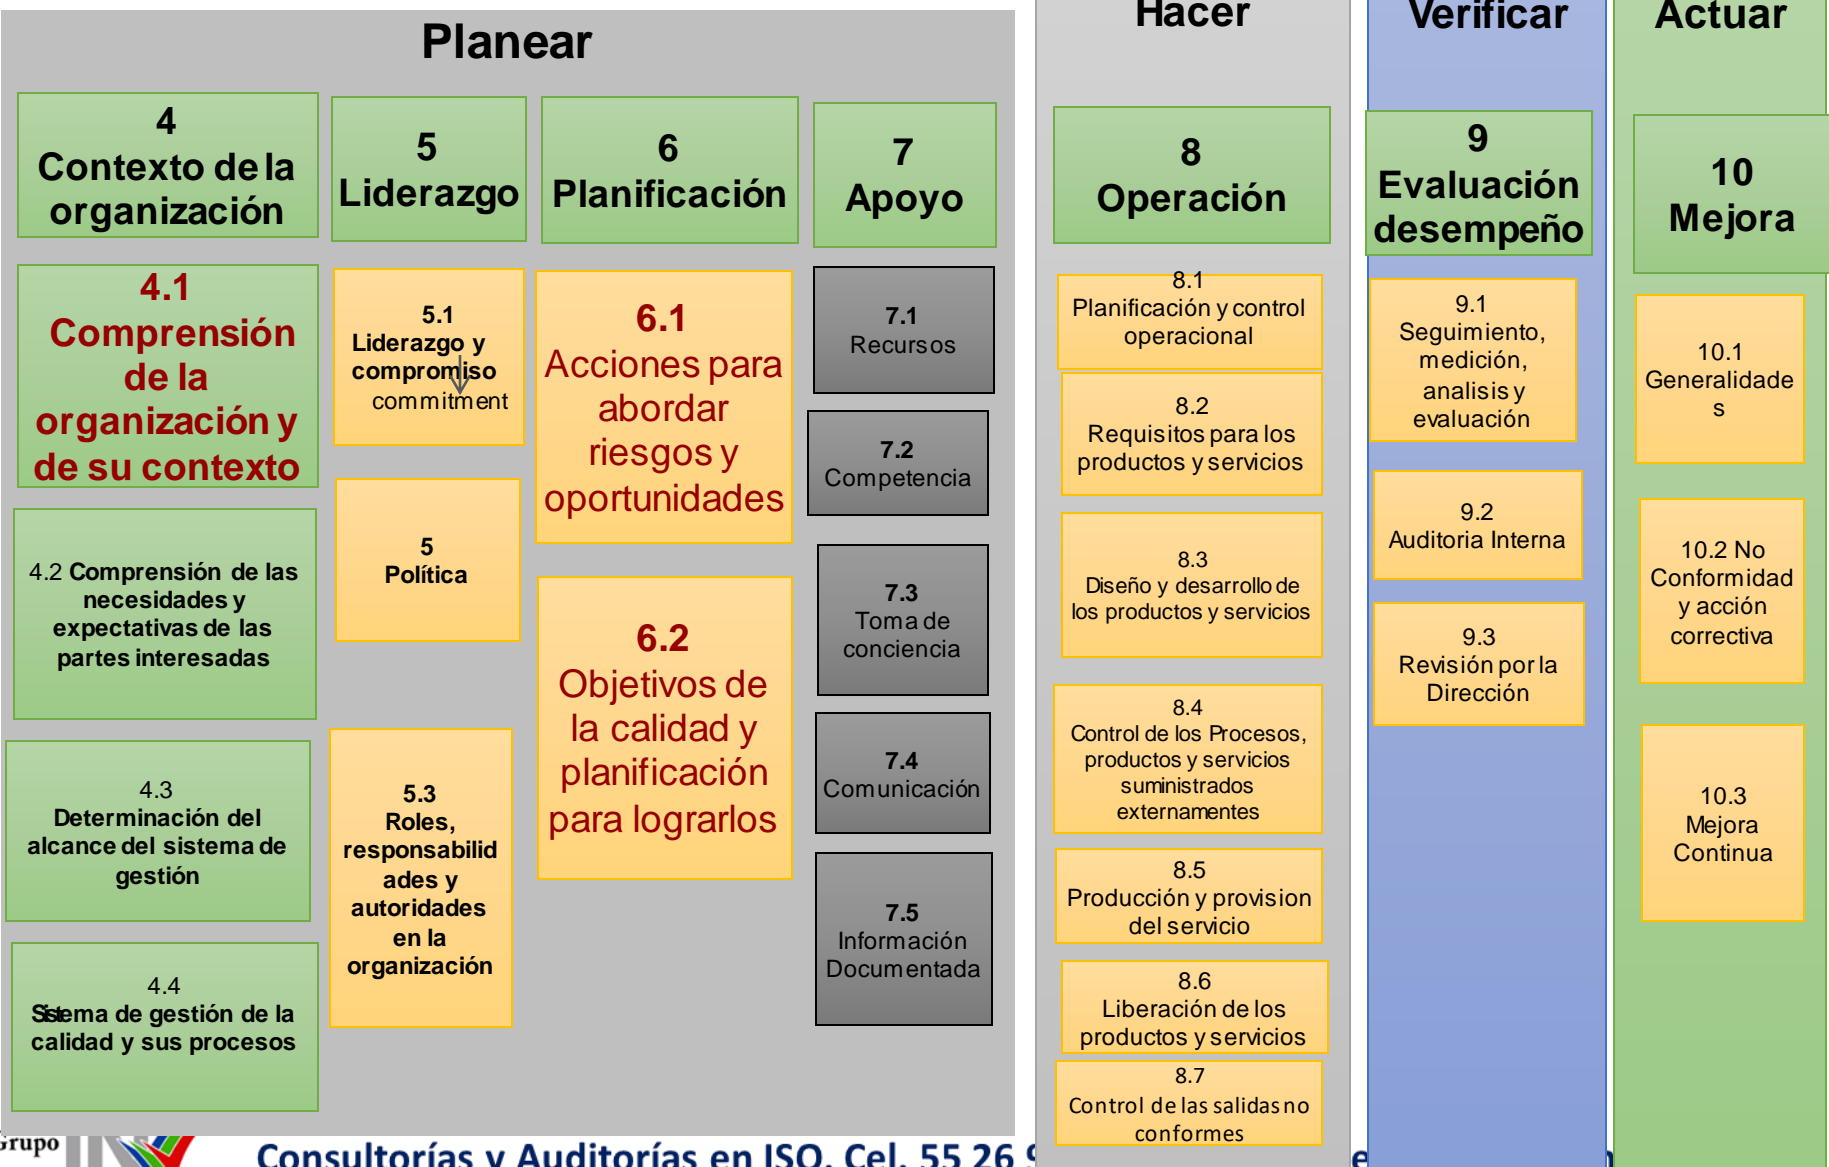 Planear
4
Contexto de la
organización
5
Liderazgo
6
Planificación
7
Apoyo
4.1
Comprensión
de la
organización y
de su contexto
4.2 Comprensión de las
necesidades y
expectativas de las
partes interesadas
4.3
Determinación del
alcance del sistema de
gestión
4.4
Sistema de gestión de la
calidad y sus procesos
5.1
Liderazgo y
compromiso
commitment
5
Política
5.3
Roles,
responsabilid
ades y
autoridades
en la
organización
6.1
Acciones para
abordar
riesgos y
oportunidades
6.2
Objetivos de
la calidad y
planificación
para lograrlos
7.1
Recursos
7.2
Competencia
7.3
Toma de
conciencia
7.4
Comunicación
7.5
Información
Documentada
Hacer
8
Operación
8.1
Planificación y control
operacional
8.2
Requisitos para los
productos y servicios
8.3
Diseño y desarrollo de
los productos y servicios
8.4
Control de los Procesos,
productos y servicios
suministrados
externamentes
8.5
Producción y provision
del servicio
8.6
Liberación de los
productos y servicios
8.7
Control de las salidas no
conformes
Verificar
9
Evaluación
desempeño
9.1
Seguimiento,
medición,
analisis y
evaluación
9.2
Auditoria Interna
9.3
Revisión por la
Dirección
Actuar
10
Mejora
10.1
Generalidade
s
10.2 No
Conformidad
y acción
correctiva
10.3
Mejora
Continua
Grupo
Consultorías y Auditorías en ISO. Cel. 55 26